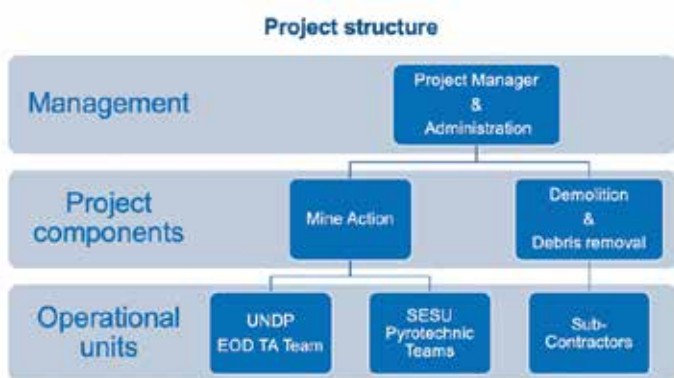 Project structure
Management
Project Manager
&
Administration
Project
components
Mine Action
Demolition
&
Debris removal
Operational
units
UNDP
EOD TA Team
SESU
Pyrotechnic
Teams
Sub-
Contractors